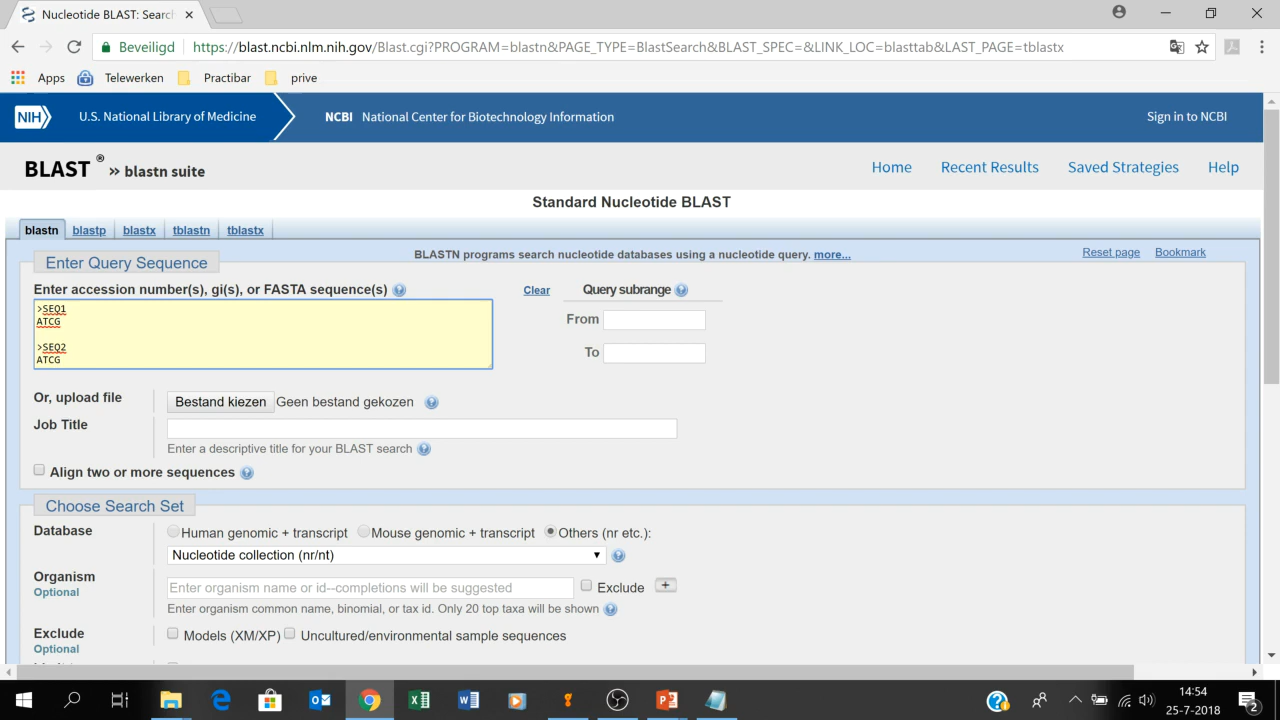 Nucleotide BLAST: Search
Beveiligd https://blast.ncbi.nlm.nih.gov/Blast.cgi?PROGRAM=blastn&PAGE_TYPE=BlastSearch&BLAST_SPEC=&LINK_LOC=blasttab&LAST_PAGE=tblastx
Apps Telewerken Practibar prive
NIH U.S. National Library of Medicine NCBI National Center for Biotechnology Information Sign in to NCBI
BLAST ® » blastn suite Home Recent Results Saved Strategies Help
Standard Nucleotide BLAST
blastn blastp blastx tblastn tblastx
Enter Query Sequence BLASTN programs search nucleotide databases using a nucleotide query. more... Reset page Bookmark
Enter accession number(s), gi(s), or FASTA sequence(s) Clear Query subrange
>SEQ1
ATCG
From
>SEQ2
ATCG
To
Or, upload file Bestand kiezen Geen bestand gekozen
Job Title
Enter a descriptive title for your BLAST search
Align two or more sequences
Choose Search Set
Database Human genomic + transcript Mouse genomic + transcript Others (nr etc.):
Nucleotide collection (nr/nt)
Organism
Optional
Enter organism name or id--completions will be suggested Exclude +
Enter organism common name, binomial, or tax id. Only 20 top taxa will be shown
Exclude
Optional
Models (XM/XP) Uncultured/environmental sample sequences
14:54
25-7-2018
2